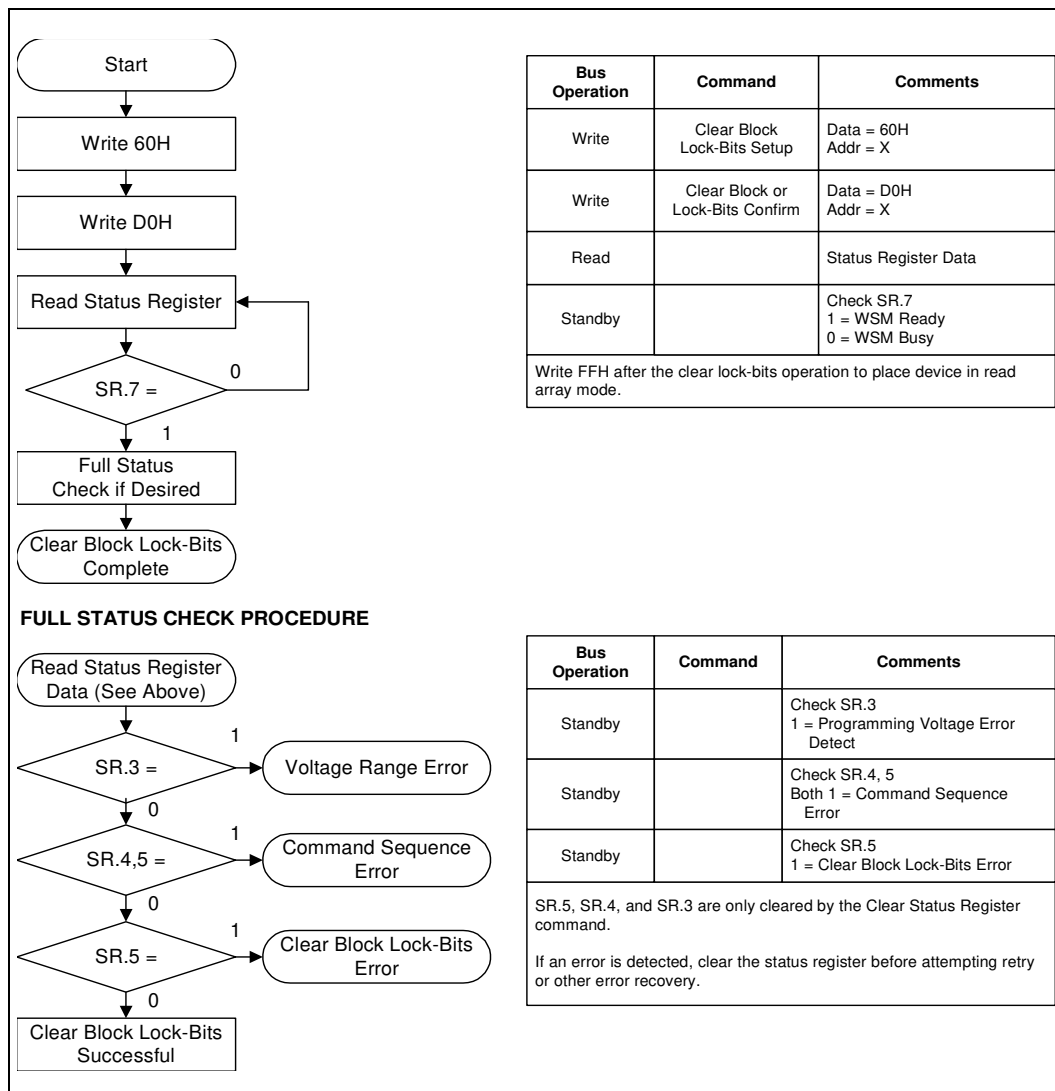 Start
Write 60H
Write D0H
Read Status Register
SR.7 =
0
1
Full Status
Check if Desired
Clear Block Lock-Bits
Complete
Bus
Operation
Command
Comments
Write
Clear Block
Lock-Bits Setup
Data = 60H
Addr = X
Write
Clear Block or
Lock-Bits Confirm
Data = D0H
Addr = X
Read
Status Register Data
Standby
Check SR.7
1 = WSM Ready
0 = WSM Busy
Write FFH after the clear lock-bits operation to place device in read
array mode.
FULL STATUS CHECK PROCEDURE
Read Status Register
Data (See Above)
SR.3 =
1
Voltage Range Error
0
SR.4,5 =
1
Command Sequence
Error
0
SR.5 =
1
Clear Block Lock-Bits
Error
0
Clear Block Lock-Bits
Successful
Bus
Operation
Command
Comments
Standby
Check SR.3
1 = Programming Voltage Error
Detect
Standby
Check SR.4, 5
Both 1 = Command Sequence
Error
Standby
Check SR.5
1 = Clear Block Lock-Bits Error
SR.5, SR.4, and SR.3 are only cleared by the Clear Status Register
command.
If an error is detected, clear the status register before attempting retry
or other error recovery.